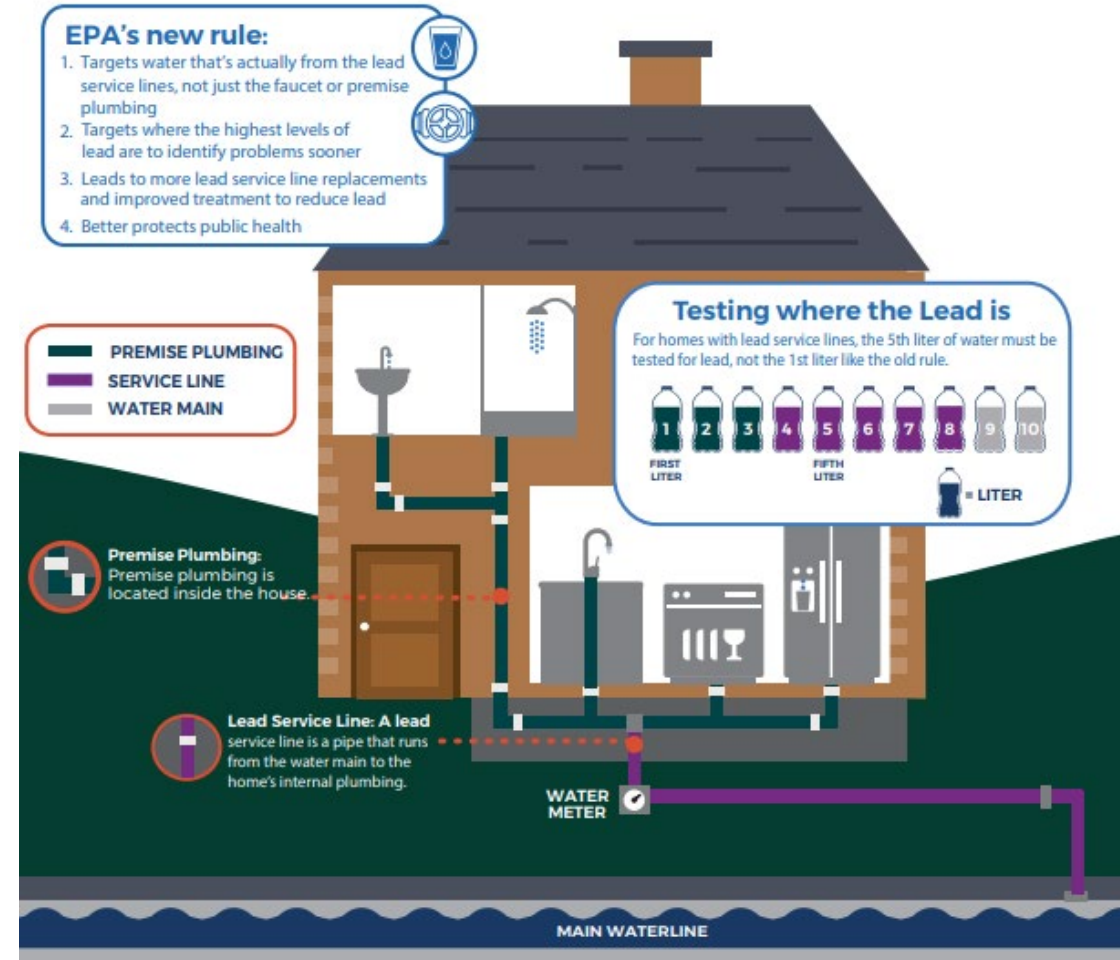 EPA's new rule:
1. Targets water that's actually from the lead
service lines, not just the faucet or premise
plumbing
2. Targets where the highest levels of
lead are to identify problems sooner
3. Leads to more lead service line replacements
and improved treatment to reduce lead
4. Better protects public health
PREMISE PLUMBING
SERVICE LINE
WATER MAIN
Testing where the Lead is
For homes with lead service lines, the 5th liter of water must be
tested for lead, not the 1st liter like the old rule.
1 2 3 4 5 6 7 8 9 10
FIRST
LITER
FIFTH
LITER
= LITER
Premise Plumbing:
Premise plumbing is
located inside the house.
Lead Service Line: A lead
service line is a pipe that runs
from the water main to the
home's internal plumbing.
WATER
METER
MAIN WATERLINE